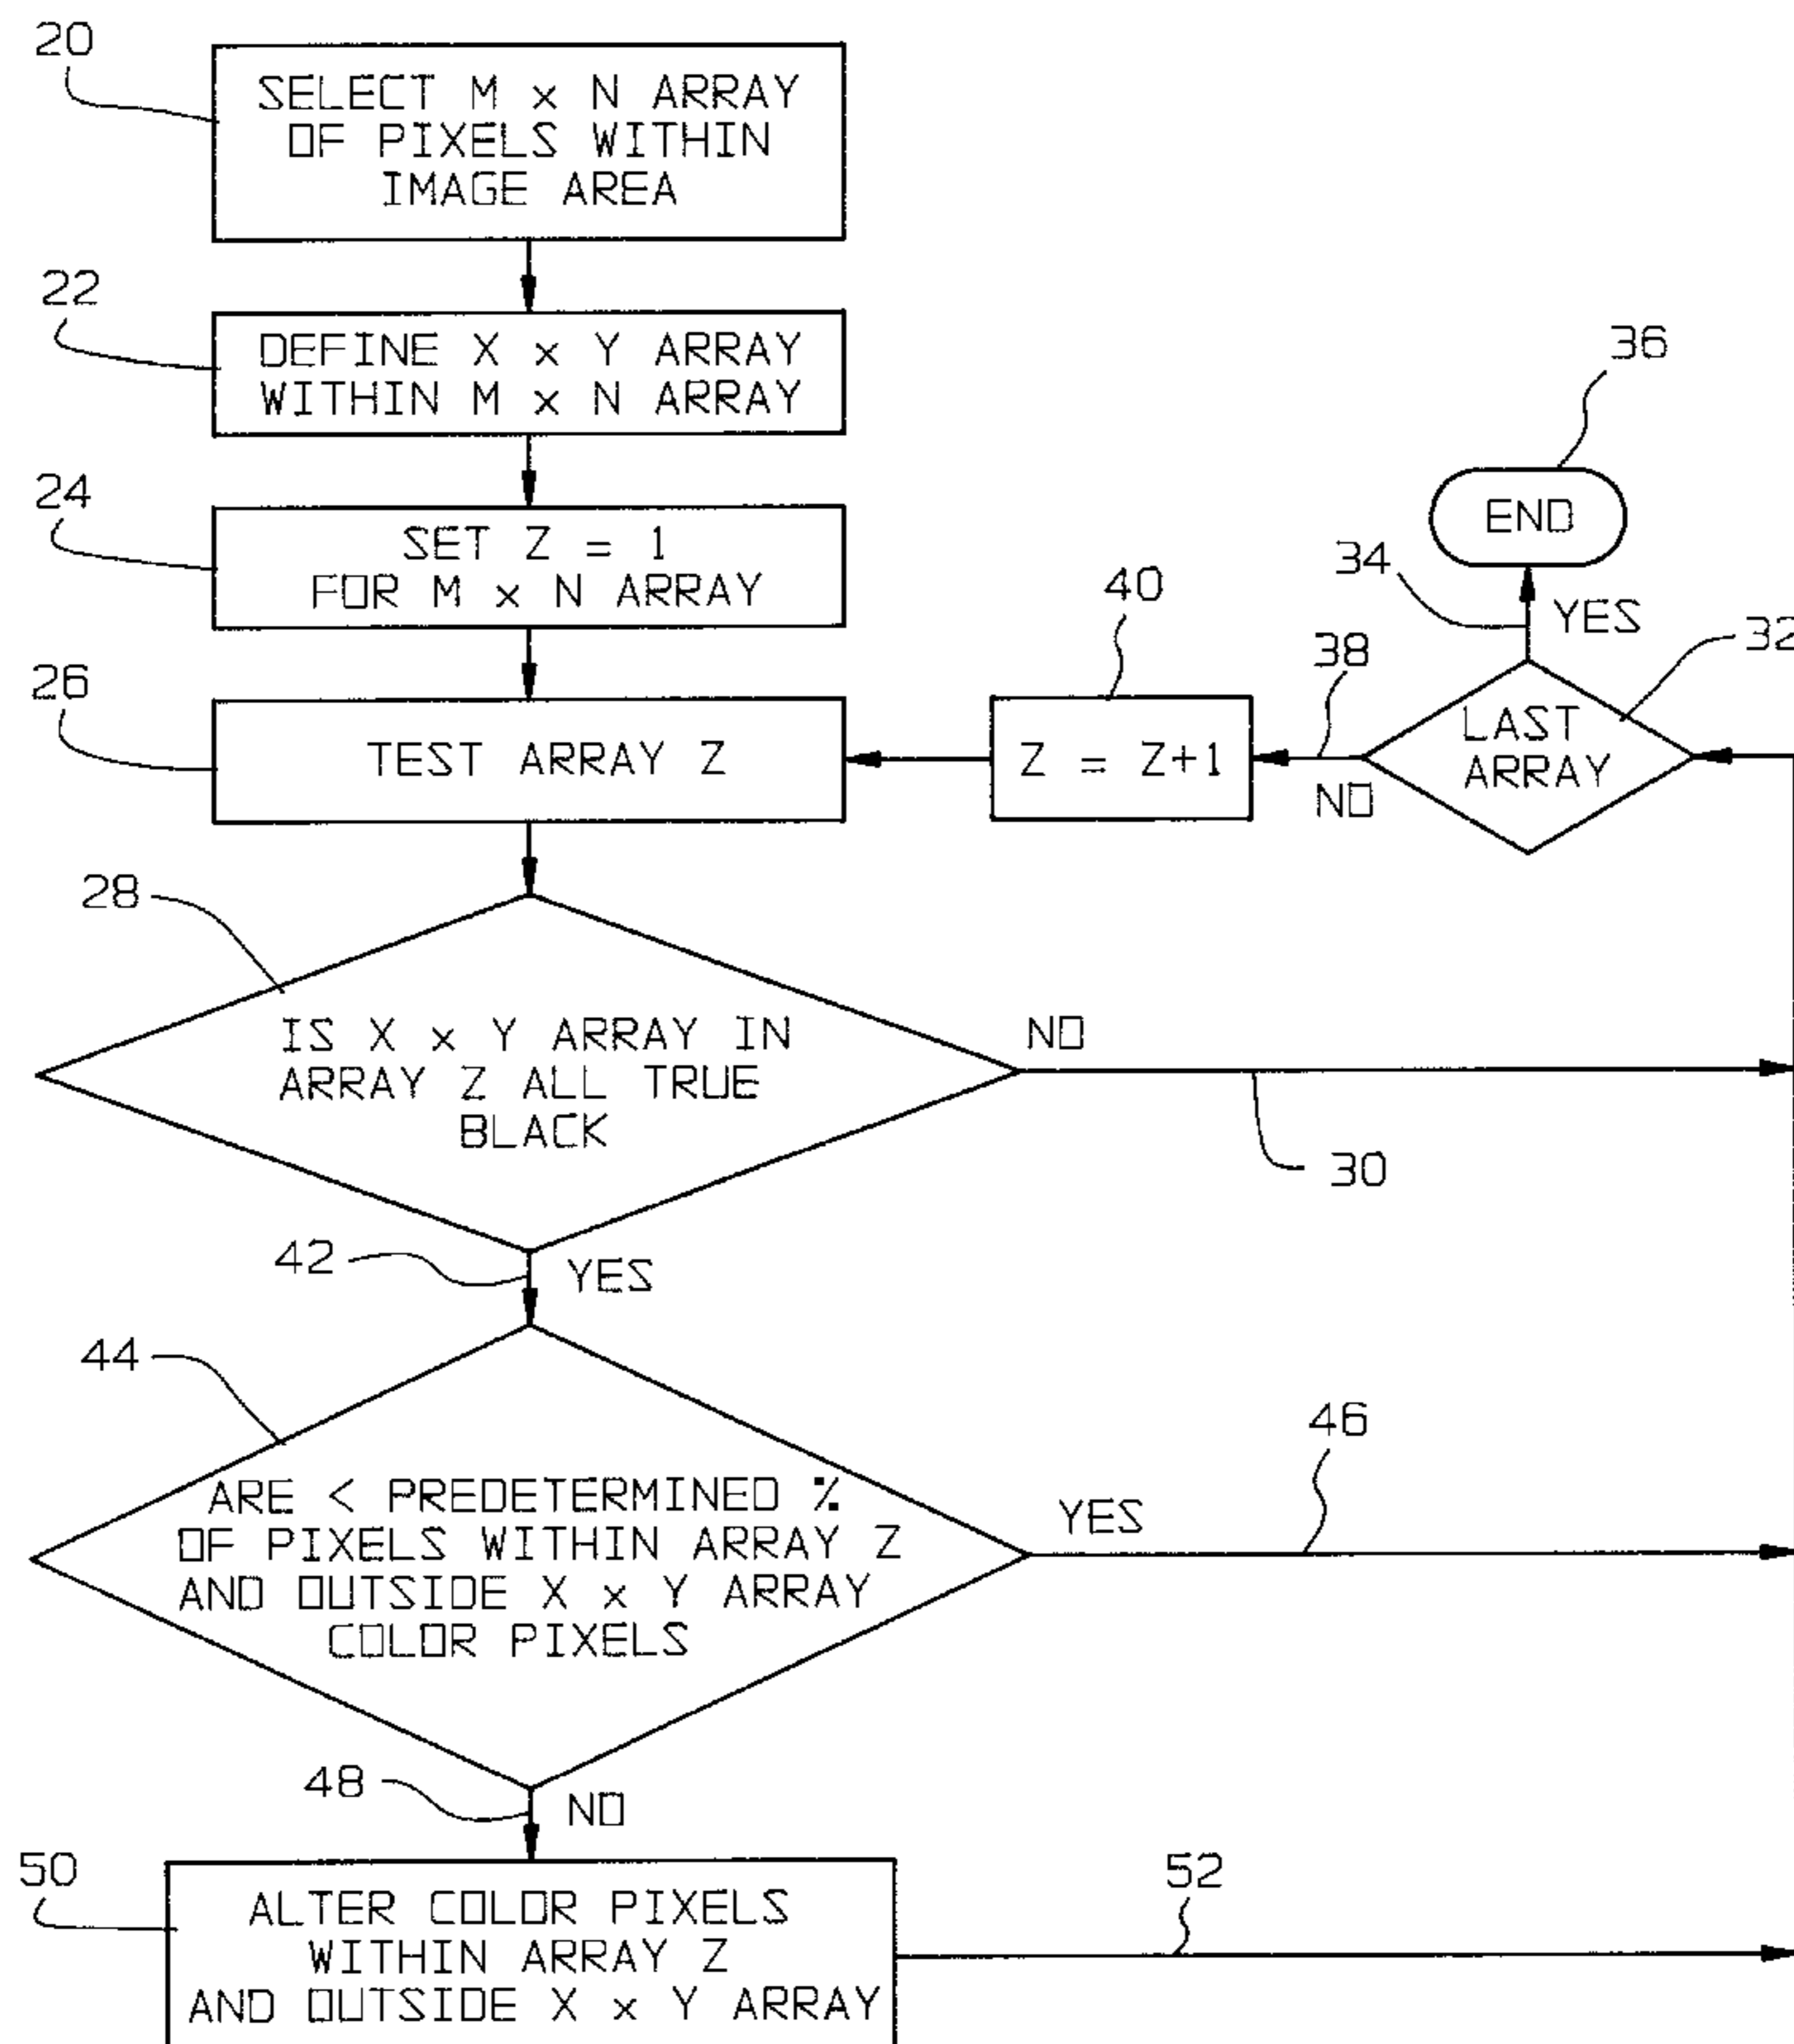 20
SELECT M x N ARRAY
OF PIXELS WITHIN
IMAGE AREA
22
DEFINE X x Y ARRAY
WITHIN M x N ARRAY
24
SET Z = 1
FOR M x N ARRAY
26
TEST ARRAY Z
40
Z = Z+1
38
NO
LAST
ARRAY
32
34
YES
36
END
28
IS X x Y ARRAY IN
ARRAY Z ALL TRUE
BLACK
NO
30
42
YES
44
ARE < PREDETERMINED %
OF PIXELS WITHIN ARRAY Z
AND OUTSIDE X x Y ARRAY
COLOR PIXELS
YES
46
48
NO
50
ALTER COLOR PIXELS
WITHIN ARRAY Z
AND OUTSIDE X x Y ARRAY
52